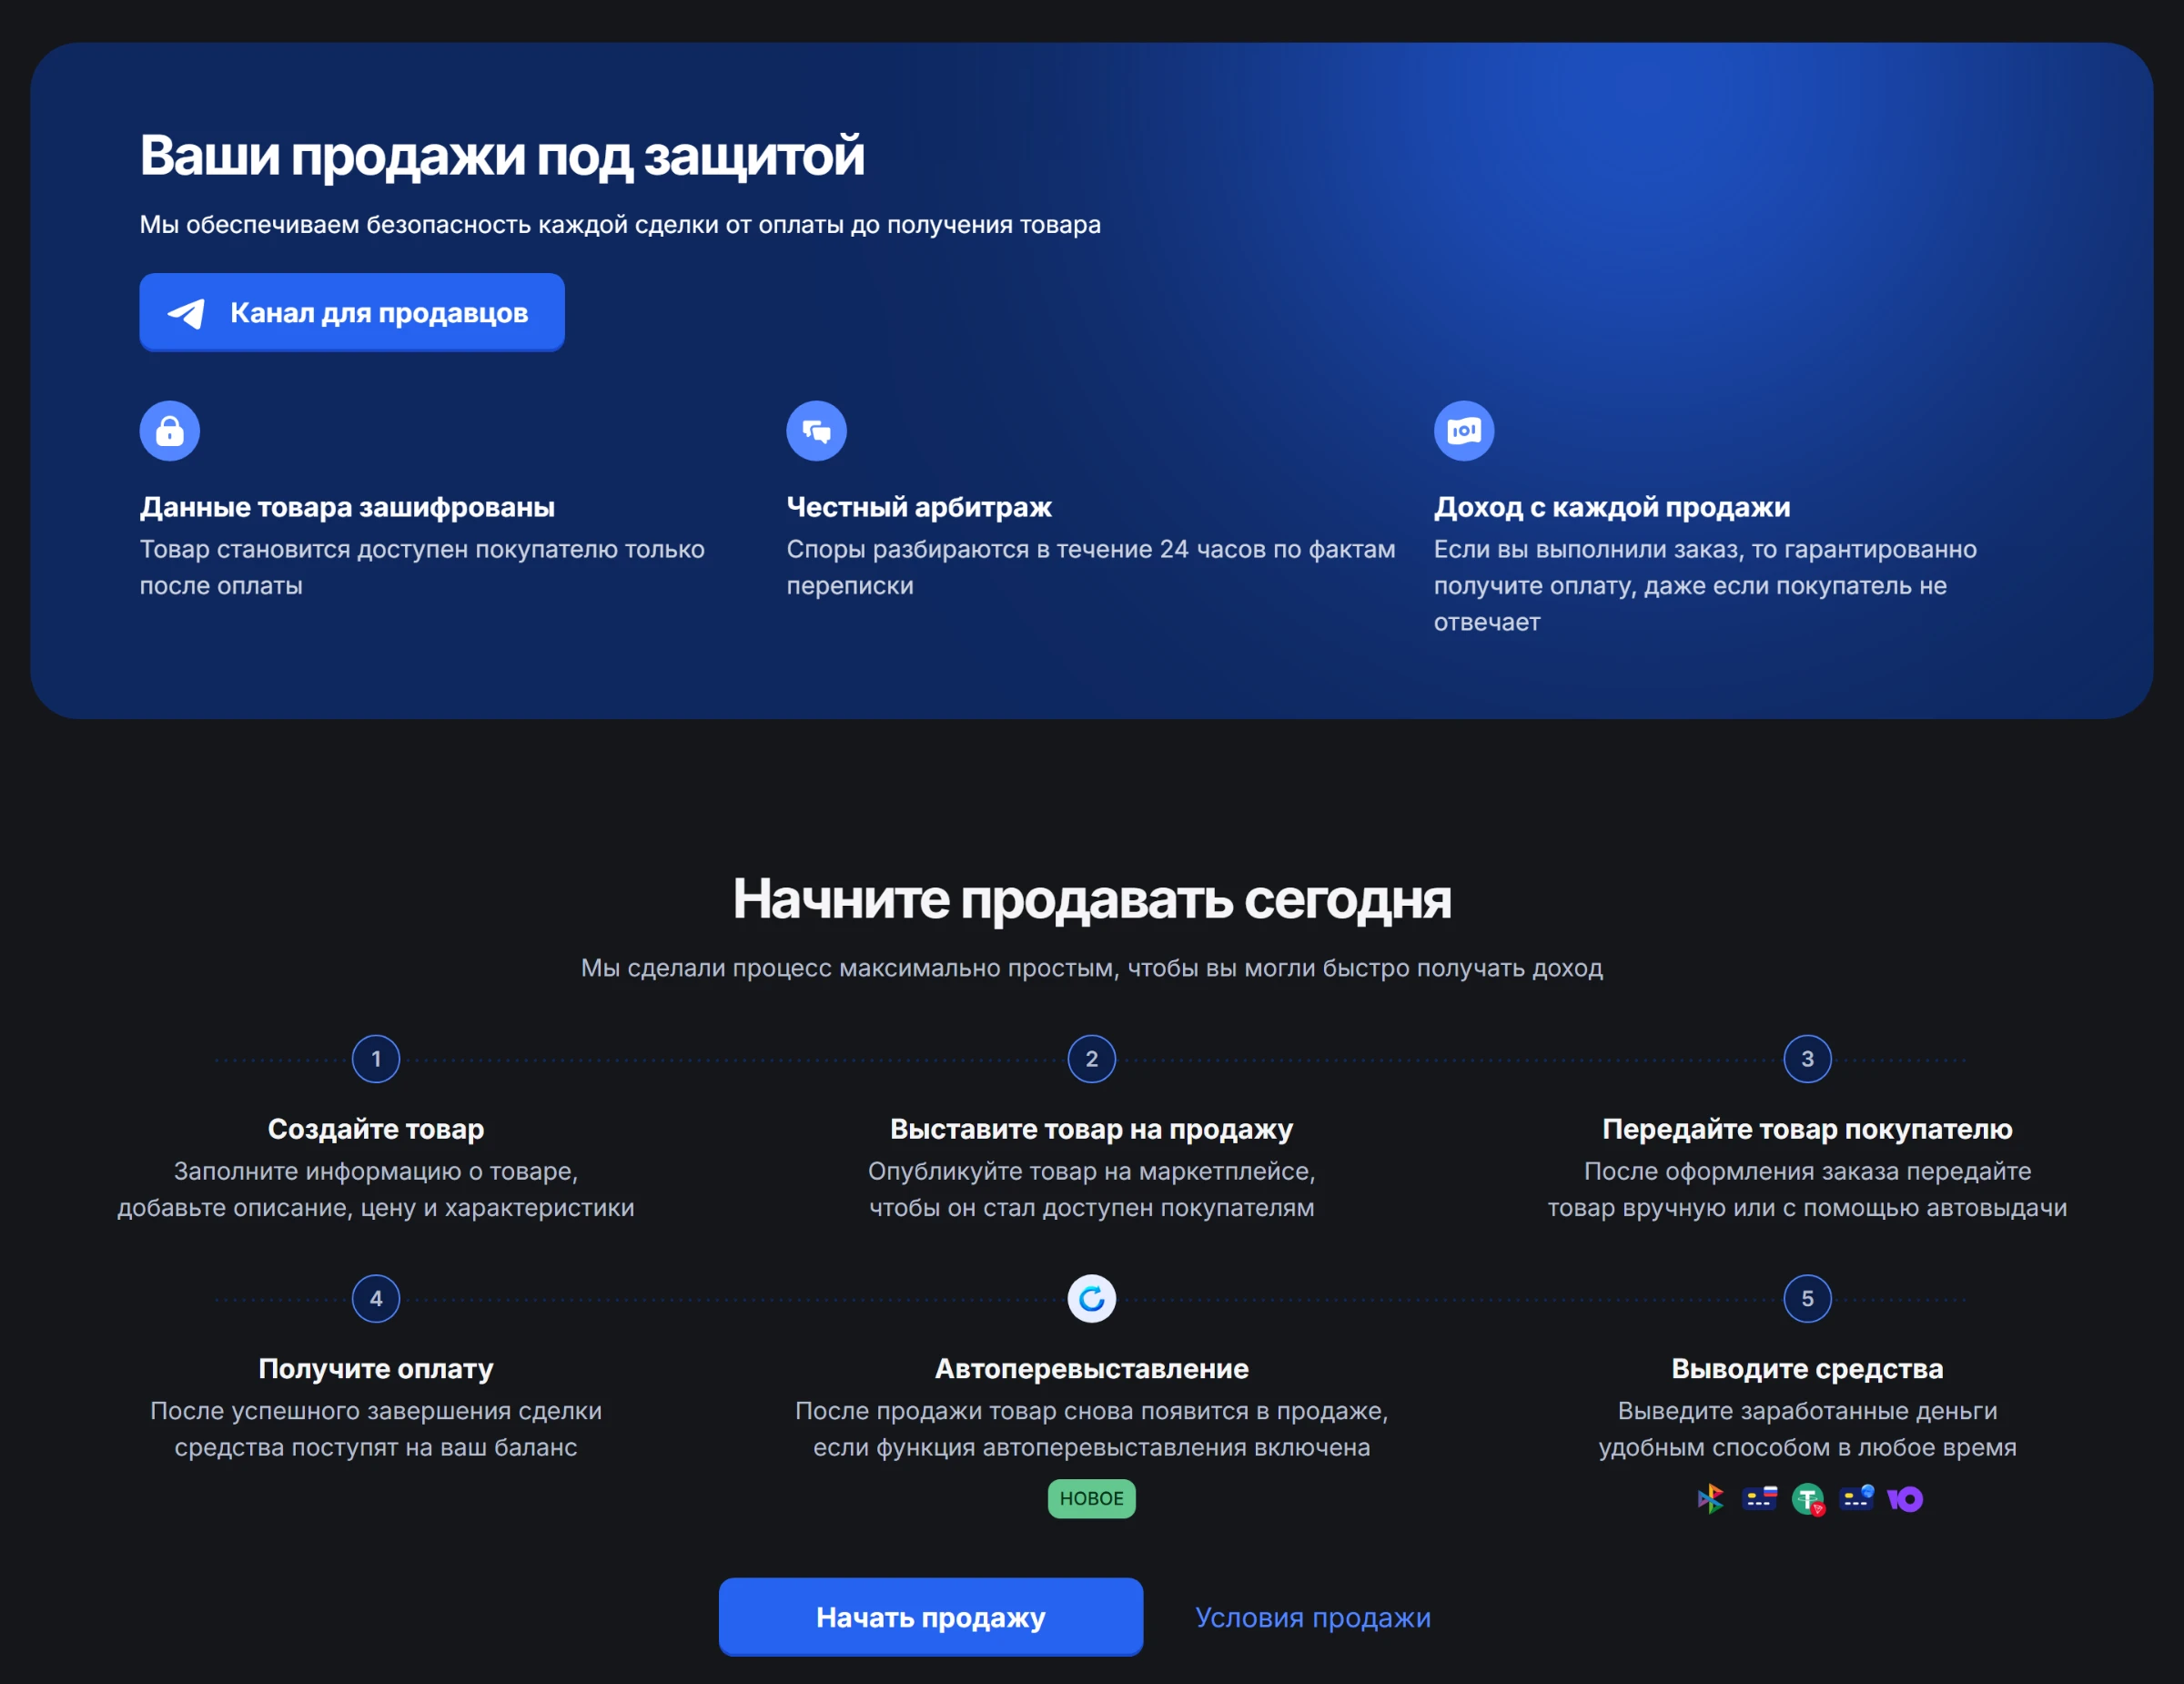 Ваши продажи под защитой
Мы обеспечиваем безопасность каждой сделки от оплаты до получения товара
Канал для продавцов
Данные товара зашифрованы
Товар становится доступен покупателю только
после оплаты
Честный арбитраж
Споры разбираются в течение 24 часов по фактам
переписки
Доход с каждой продажи
Если вы выполнили заказ, то гарантированно
получите оплату, даже если покупатель не
отвечает
Начните продавать сегодня
Мы сделали процесс максимально простым, чтобы вы могли быстро получать доход
1
Создайте товар
Заполните информацию о товаре,
добавьте описание, цену и характеристики
2
Выставите товар на продажу
Опубликуйте товар на маркетплейсе,
чтобы он стал доступен покупателям
3
Передайте товар покупателю
После оформления заказа передайте
товар вручную или с помощью автовыдачи
4
Получите оплату
После успешного завершения сделки
средства поступят на ваш баланс
Автоперевыставление
После продажи товар снова появится в продаже,
если функция автоперевыставления включена
НОВОЕ
5
Выводите средства
Выведите заработанные деньги
удобным способом в любое время
Начать продажу
Условия продажи